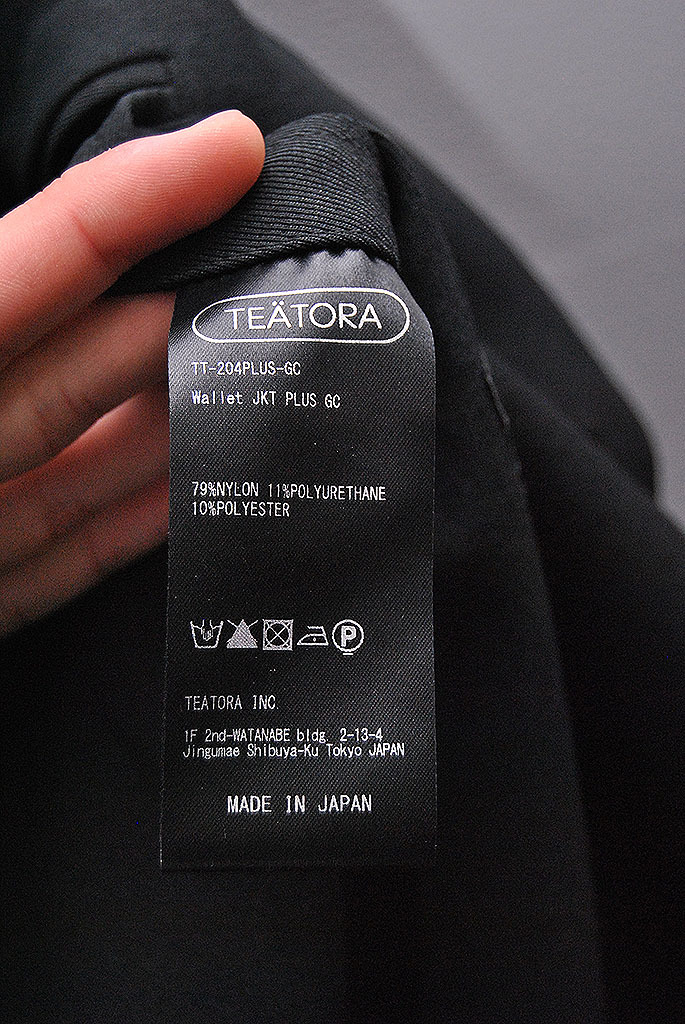 TEÄTORA
TT-204PLUS-GC
Wallet JKT PLUS GC
79%NYLON 11%POLYURETHANE
10%POLYESTER
P
TEATORA INC.
1F 2nd-WATANABE bldg. 2-13-4
Jingumae Shibuya-Ku Tokyo JAPAN
MADE IN JAPAN